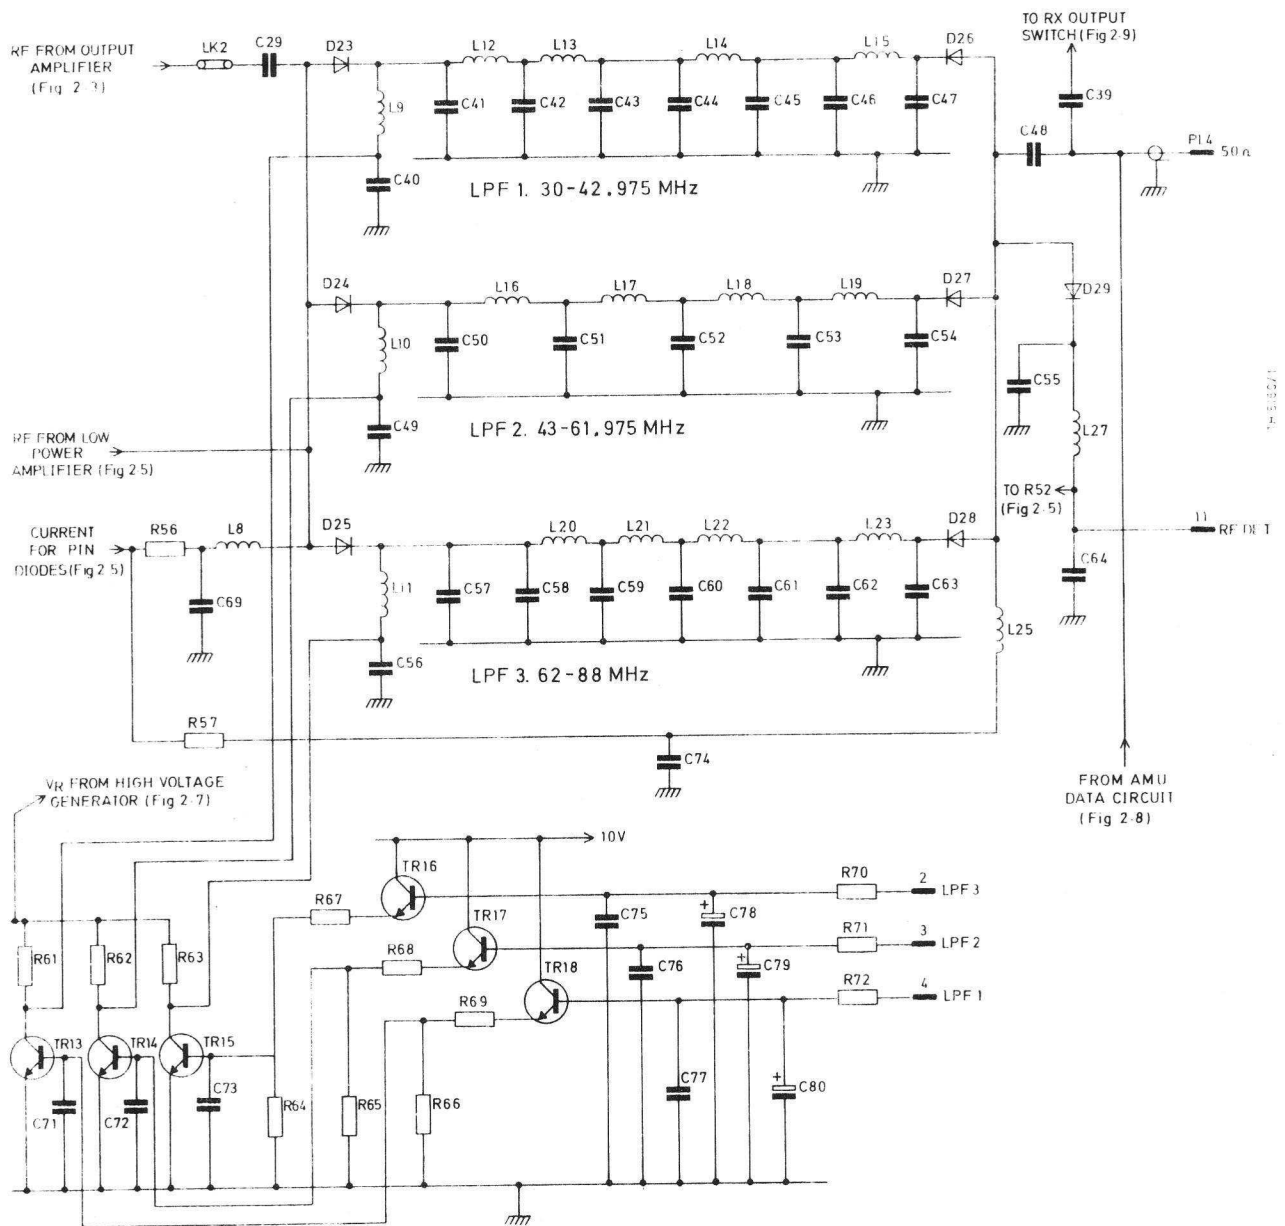 TO RX OUTPUT
SWITCH (Fig 2-9)
RF FROM OUTPUT
AMPLIFIER
(Fig 2-3)
LK2
C29
D23
L12
L13
L14
L15
D26
C39
L9
C41
C42
C43
C44
C45
C46
C47
C48
PL4
50Ω
C40
LPF 1. 30-42,975 MHz
D24
L16
L17
L18
L19
D27
D29
L10
C50
C51
C52
C53
C54
C55
C49
LPF 2. 43-61,975 MHz
L27
RF FROM LOW
POWER
AMPLIFIER (Fig 2.5)
TO R52
(Fig 2-5)
CURRENT
FOR PIN
DIODES (Fig 2.5)
R56
L8
D25
L20
L21
L22
L23
D28
11
RF DET
C69
L11
C57
C58
C59
C60
C61
C62
C63
C64
L25
C56
LPF 3. 62-88 MHz
R57
C74
VR FROM HIGH VOLTAGE
GENERATOR (Fig 2-7)
FROM AMU
DATA CIRCUIT
(Fig 2-8)
10V
TR16
R70
2
LPF 3
R67
C75
+
C78
TR17
R71
3
LPF 2
R61
R62
R63
R68
C76
+
C79
TR18
R72
4
LPF 1
R69
TR13
TR14
TR15
C71
C72
C73
R64
R65
R66
C77
+
C80